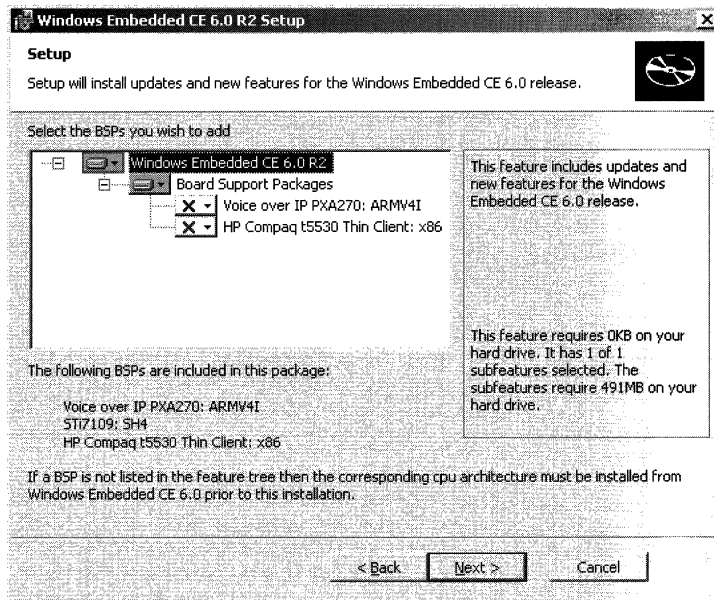 Windows Embedded CE 6.0 R2 Setup
Setup
Setup will install updates and new features for the Windows Embedded CE 6.0 release.
Select the BSPs you wish to add
Windows Embedded CE 6.0 R2
Board Support Packages
Voice over IP PXA270: ARMV4I
HP Compaq t5530 Thin Client: x86
This feature includes updates and
new features for the Windows
Embedded CE 6.0 release.
This feature requires 0KB on your
hard drive. It has 1 of 1
subfeatures selected. The
subfeatures require 491MB on your
hard drive.
The following BSPs are included in this package:
Voice over IP PXA270: ARMV4I
STi7109: SH4
HP Compaq t5530 Thin Client: x86
If a BSP is not listed in the feature tree then the corresponding cpu architecture must be installed from
Windows Embedded CE 6.0 prior to this installation.
< Back
Next >
Cancel